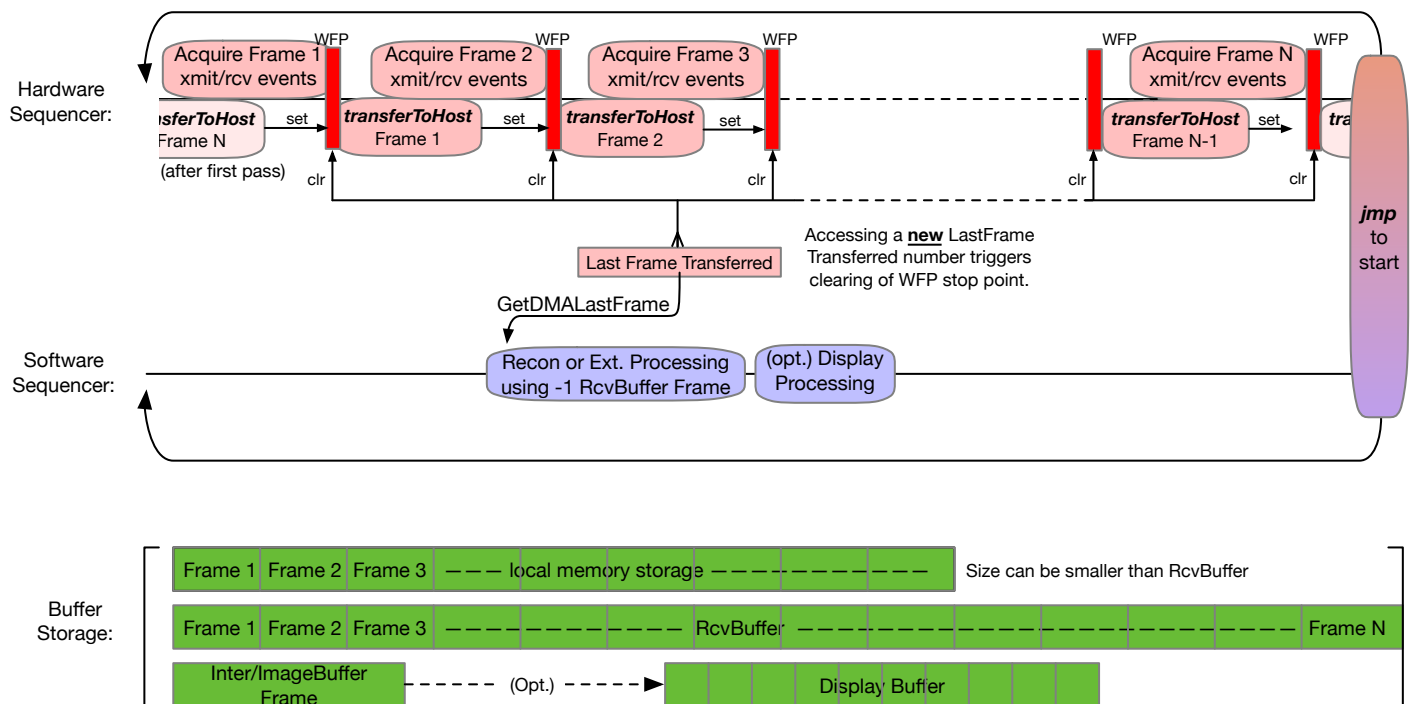 WFP
WFP
WFP
WFP
WFP
Acquire Frame 1
xmit/rcv events
Acquire Frame 2
xmit/rcv events
Acquire Frame 3
xmit/rcv events
Acquire Frame N
xmit/rcv events
Hardware
Sequencer:
nsferToHost
Frame N
set
transferToHost
Frame 1
set
transferToHost
Frame 2
set
transferToHost
Frame N-1
set
tra
(after first pass)
clr
clr
clr
clr
clr
jmp
to
start
Accessing a new LastFrame
Transferred number triggers
clearing of WFP stop point.
Last Frame Transferred
GetDMALastFrame
Software
Sequencer:
Recon or Ext. Processing
using -1 RcvBuffer Frame
(opt.) Display
Processing
Buffer
Storage:
Frame 1 Frame 2 Frame 3 local memory storage
Size can be smaller than RcvBuffer
Frame 1 Frame 2 Frame 3 RcvBuffer Frame N
Inter/ImageBuffer
Frame
(Opt.)
Display Buffer